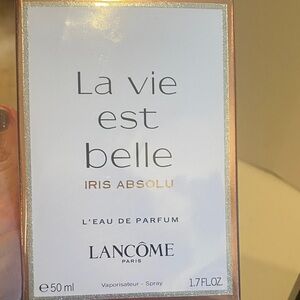 La vie
est
belle
IRIS ABSOLU
L'EAU DE PARFUM
LANCÔME
PARIS
℮50 ml Vaporisateur - Spray 1.7 FL.OZ.